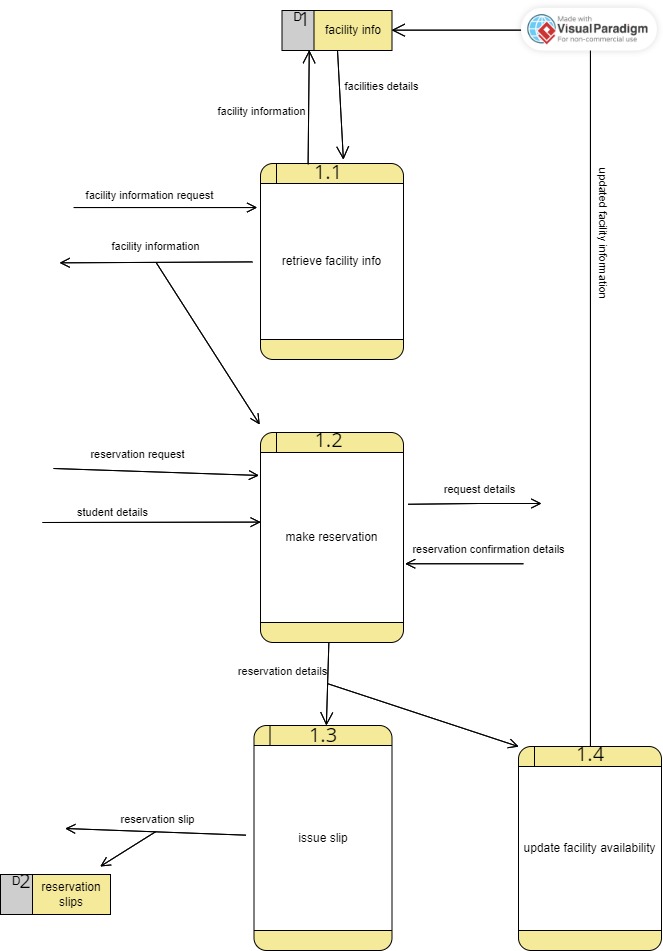 D1
facility info
Made with
VisualParadigm
For non-commercial use
facilities details
facility information
1.1
updated facility information
facility information request
facility information
retrieve facility info
1.2
reservation request
request details
student details
make reservation
reservation confirmation details
reservation details
1.3
1.4
reservation slip
issue slip
update facility availability
D2
reservation
slips